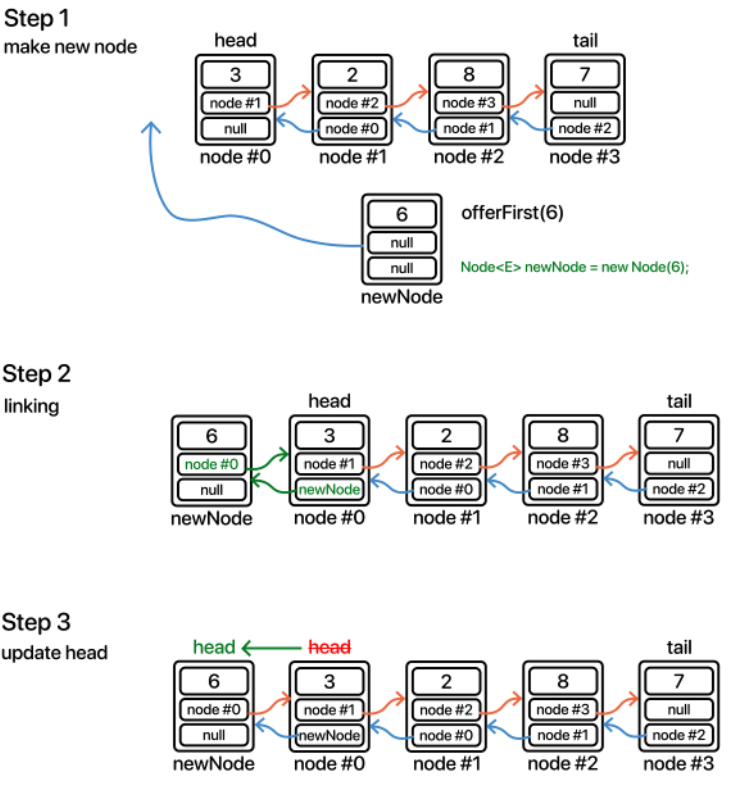 Step 1
make new node
head
tail
3 2 8 7
node #1 node #2 node #3 null
null node #0 node #1 node #2
node #0 node #1 node #2 node #3
6
offerFirst(6)
null
null
Node<E> newNode = new Node(6);
newNode
Step 2
linking
head
tail
6 3 2 8 7
node #0 node #1 node #2 node #3 null
null newNode node #0 node #1 node #2
newNode node #0 node #1 node #2 node #3
Step 3
update head
head head tail
6 3 2 8 7
node #0 node #1 node #2 node #3 null
null newNode node #0 node #1 node #2
newNode node #0 node #1 node #2 node #3